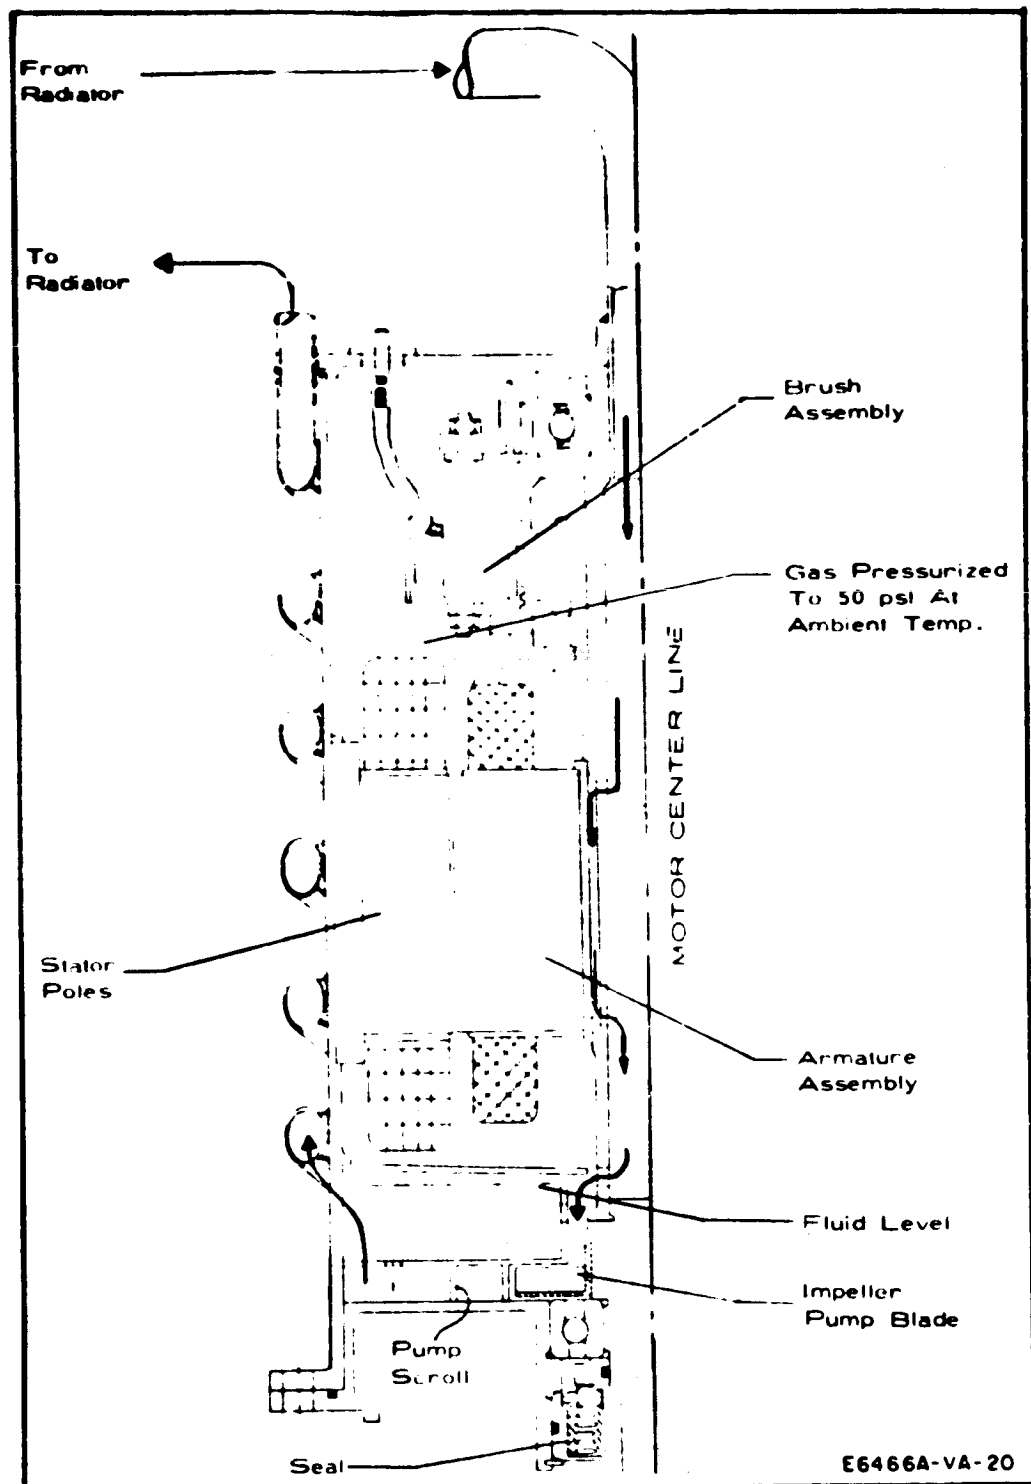 From
Radiator
To
Radiator
Brush
Assembly
Gas Pressurized
To 50 psi At
Ambient Temp.
MOTOR CENTER LINE
Stator
Poles
Armature
Assembly
Fluid Level
Impeller
Pump Blade
Pump
Scroll
Seal
E6466A-VA-20